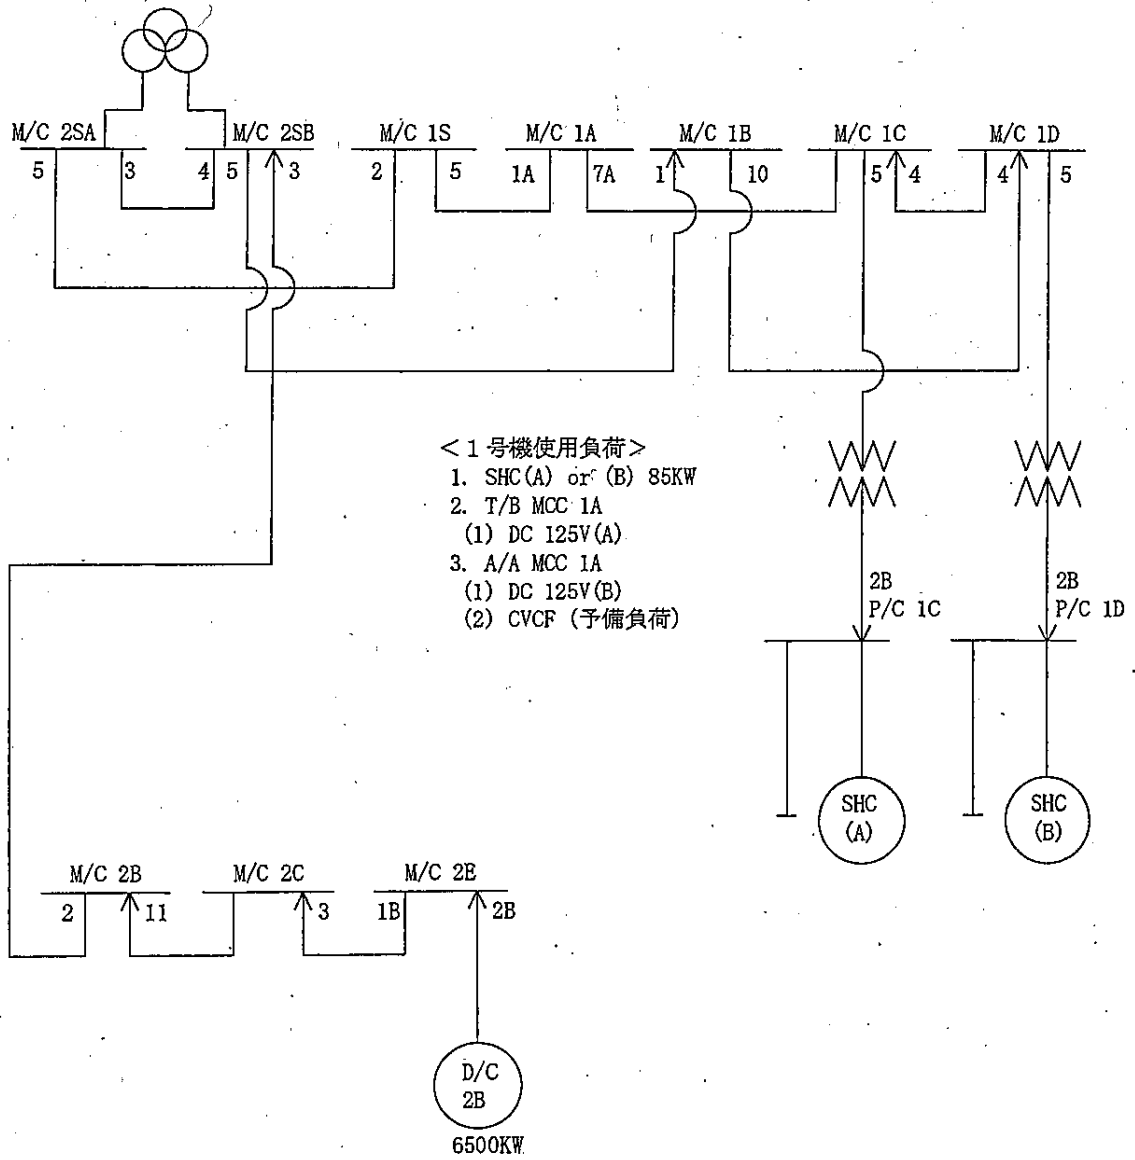 M/C 2SA
M/C 2SB
M/C 1S
M/C 1A
M/C 1B
M/C 1C
M/C 1D
5
3
4
5
3
2
5
1A
7A
1
10
5
4
4
5
<1号機使用負荷>
1. SHC(A) or (B) 85KW
2. T/B MCC 1A
(1) DC 125V(A)
3. A/A MCC 1A
(1) DC 125V(B)
(2) CVCF (予備負荷)
2B
P/C 1C
2B
P/C 1D
SHC
(A)
SHC
(B)
M/C 2B
M/C 2C
M/C 2E
2
11
3
1B
2B
D/C
2B
6500KW